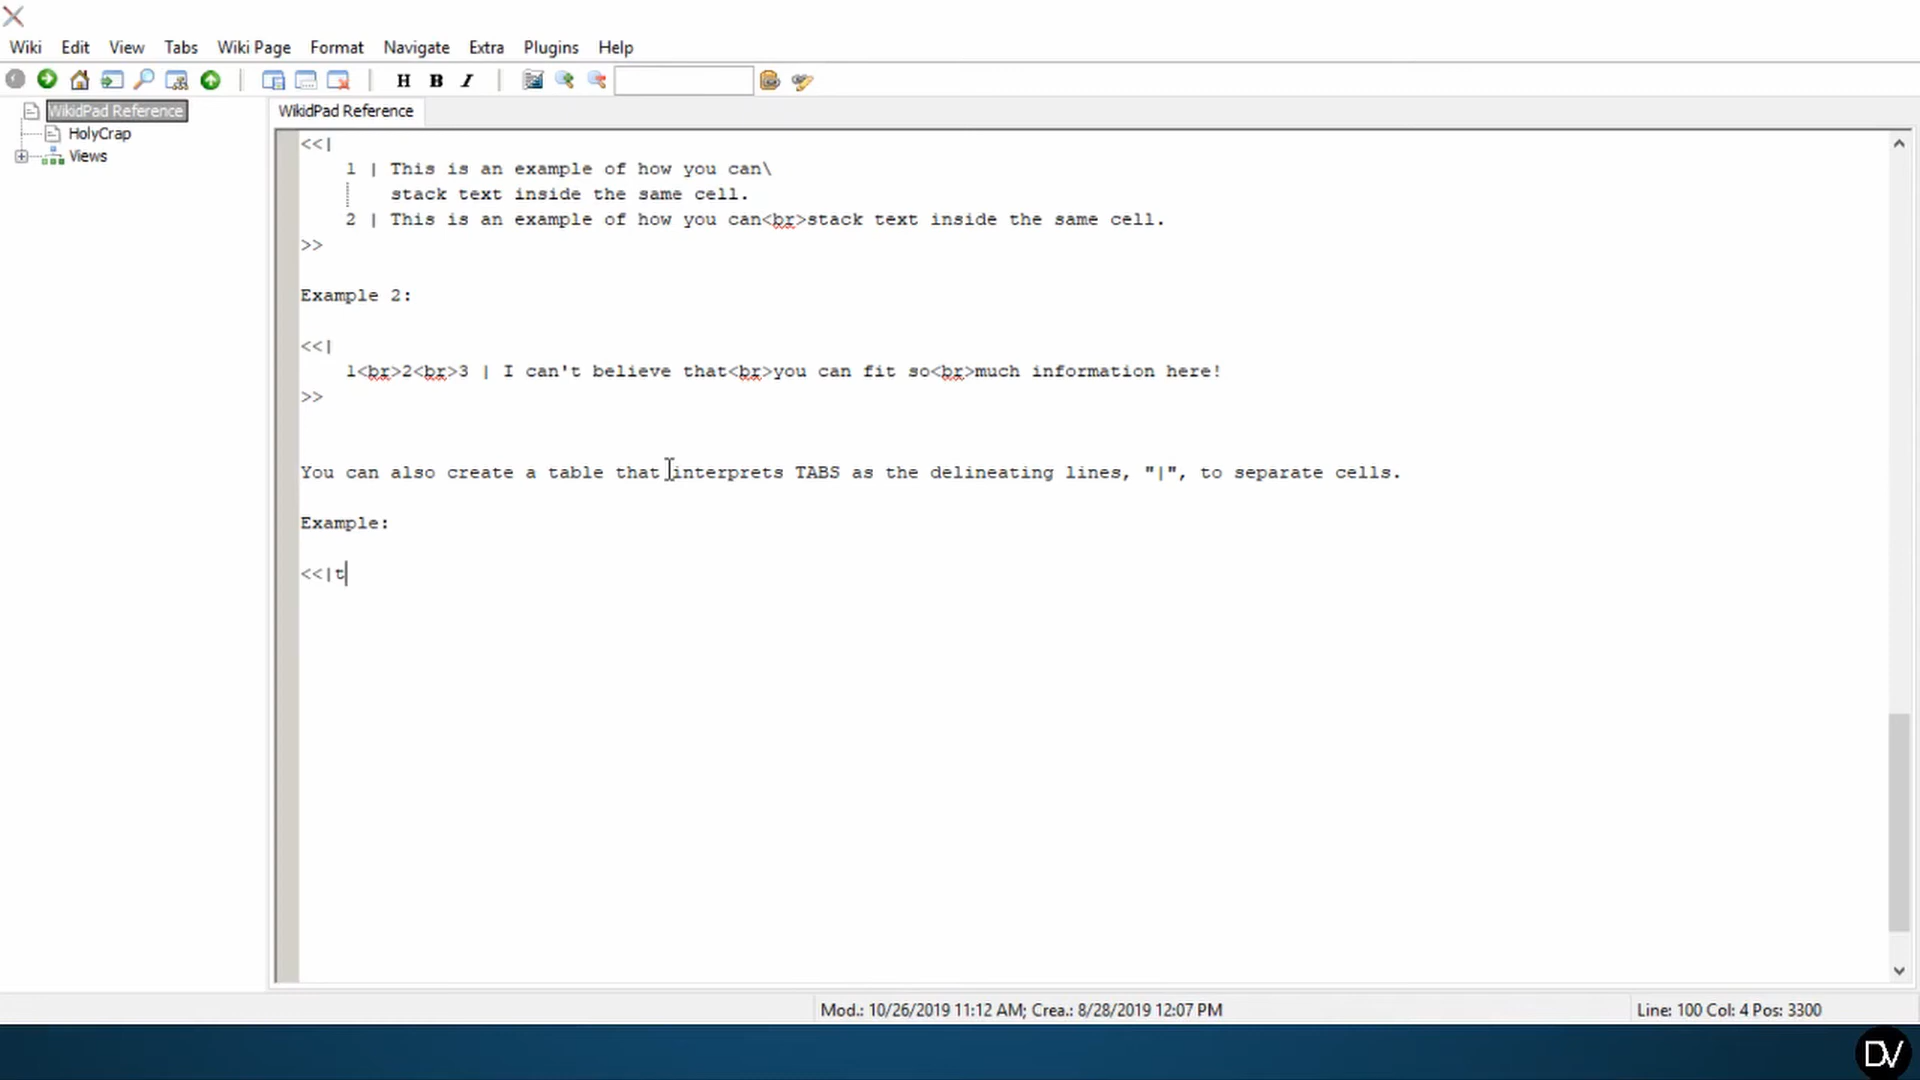 Wiki Edit View Tabs Wiki Page Format Navigate Extra Plugins Help
H B I
WikidPad Reference
HolyCrap
Views
WikidPad Reference
<<|
1 | This is an example of how you can\
stack text inside the same cell.
2 | This is an example of how you can<br>stack text inside the same cell.
>>
Example 2:
<<|
1<br>2<br>3 | I can't believe that<br>you can fit so<br>much information here!
>>
You can also create a table that interprets TABS as the delineating lines, "|", to separate cells.
Example:
<<|t
Mod.: 10/26/2019 11:12 AM; Crea.: 8/28/2019 12:07 PM
Line: 100 Col: 4 Pos: 3300
DV